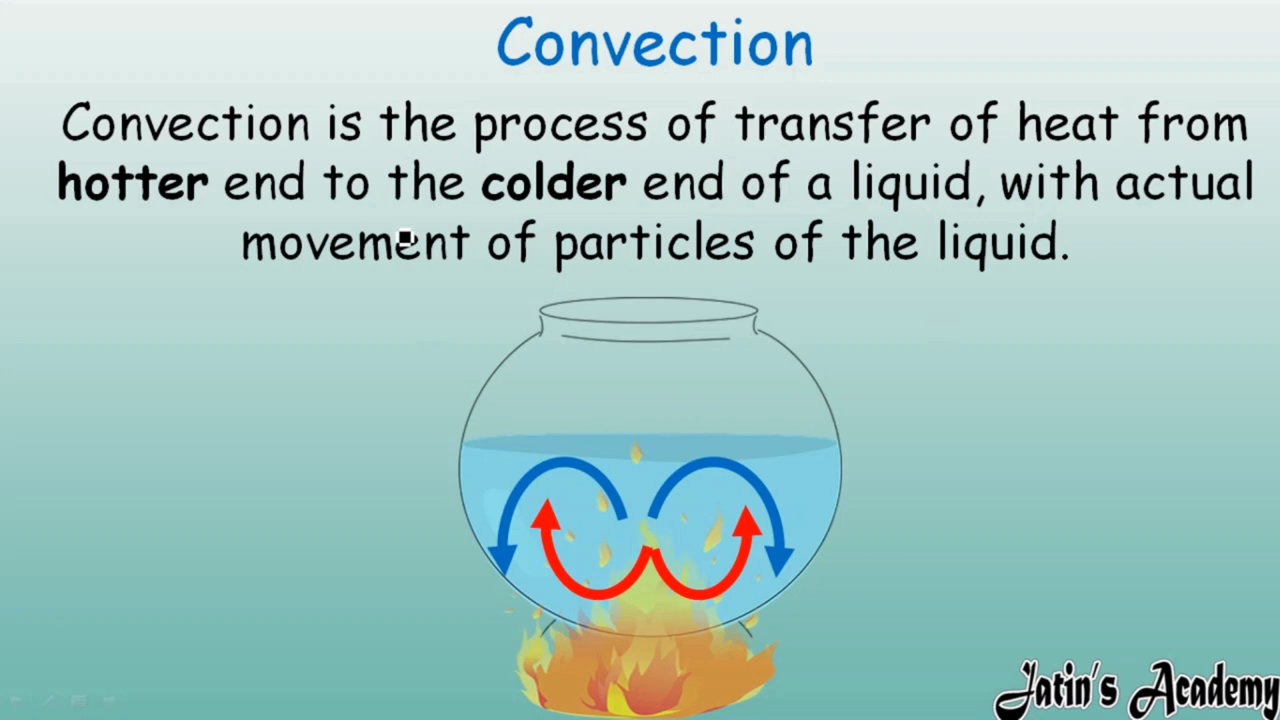 Convection
Convection is the process of transfer of heat from
hotter end to the colder end of a liquid, with actual
movement of particles of the liquid.
Jatin's Academy